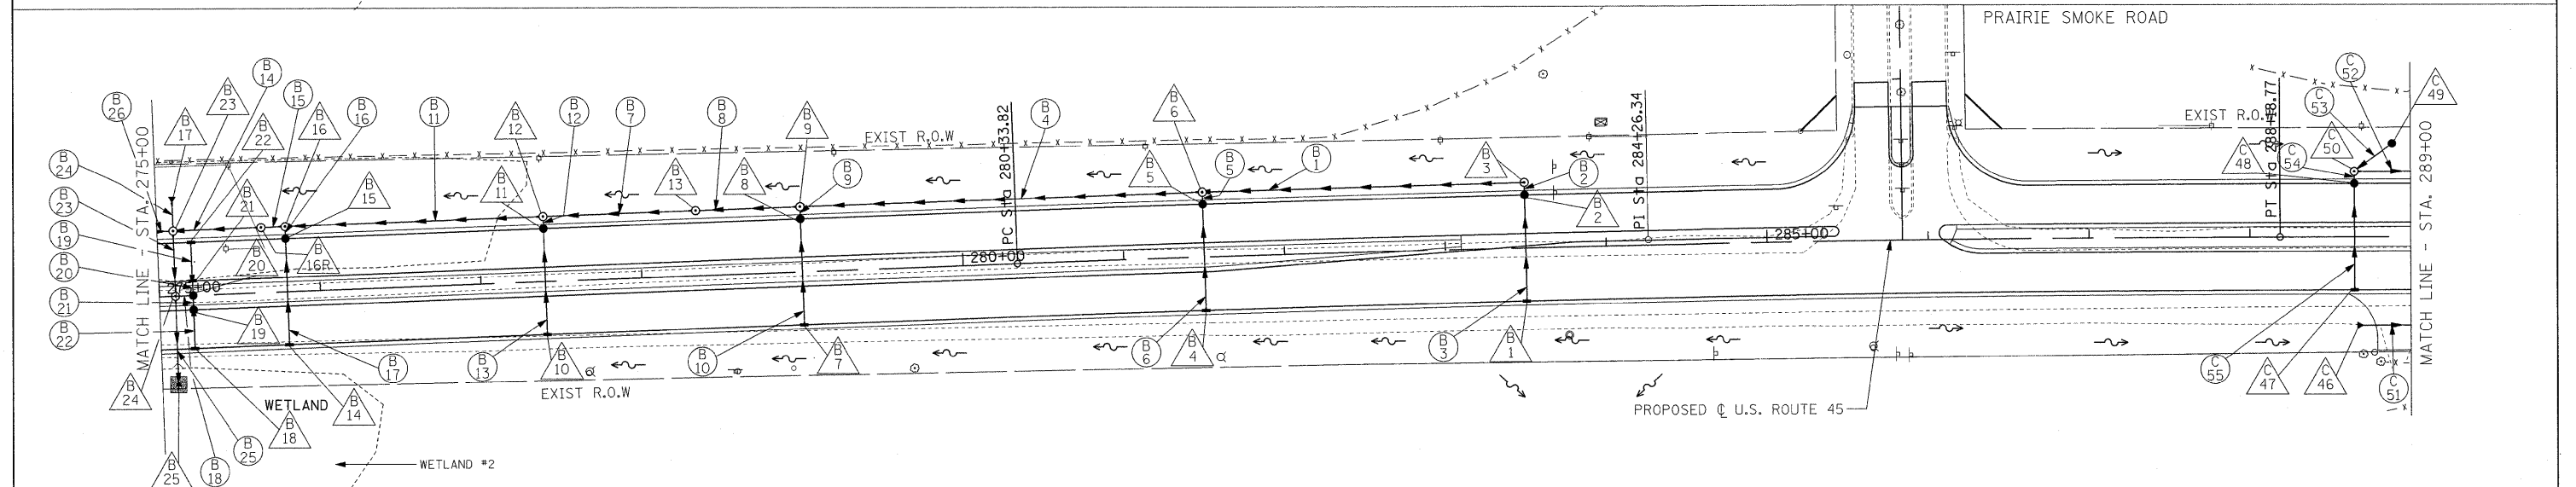 PRAIRIE SMOKE ROAD
B 26
B 17
B 23
B 14
B 22
B 15
B 16
B 16
B 11
B 12
B 12
B 7
B 8
B 9
EXIST R.O.W
PC Sta 280+33.82
B 4
B 6
PI Sta 284+26.34
EXIST R.O.W
PT Sta 288+18.77
C 52
C 53
C 49
B 24
B 23
B 19
B 20
B 21
B 22
MATCH LINE - STA. 275+00
B 21
B 20
B 16R
B 15
B 11
B 13
B 8
B 9
B 5
B 5
B 1
B 3
B 2
B 2
C 48
C 54
C 50
MATCH LINE - STA. 289+00
280+00
285+00
B 24
B 19
B 17
B 13
B 10
B 10
B 7
B 6
B 4
B 3
B 1
C 55
C 47
C 46
C 51
WETLAND
B 14
EXIST R.O.W
PROPOSED ℄ U.S. ROUTE 45
B 25
B 18
B 25
B 18
WETLAND #2